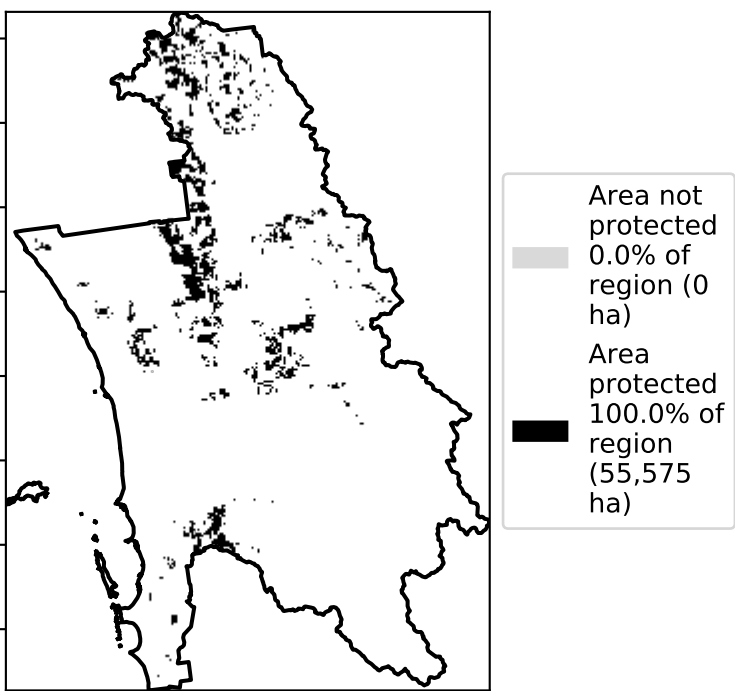 Area not
protected
0.0% of
region (0
ha)
Area
protected
100.0% of
region
(55,575
ha)